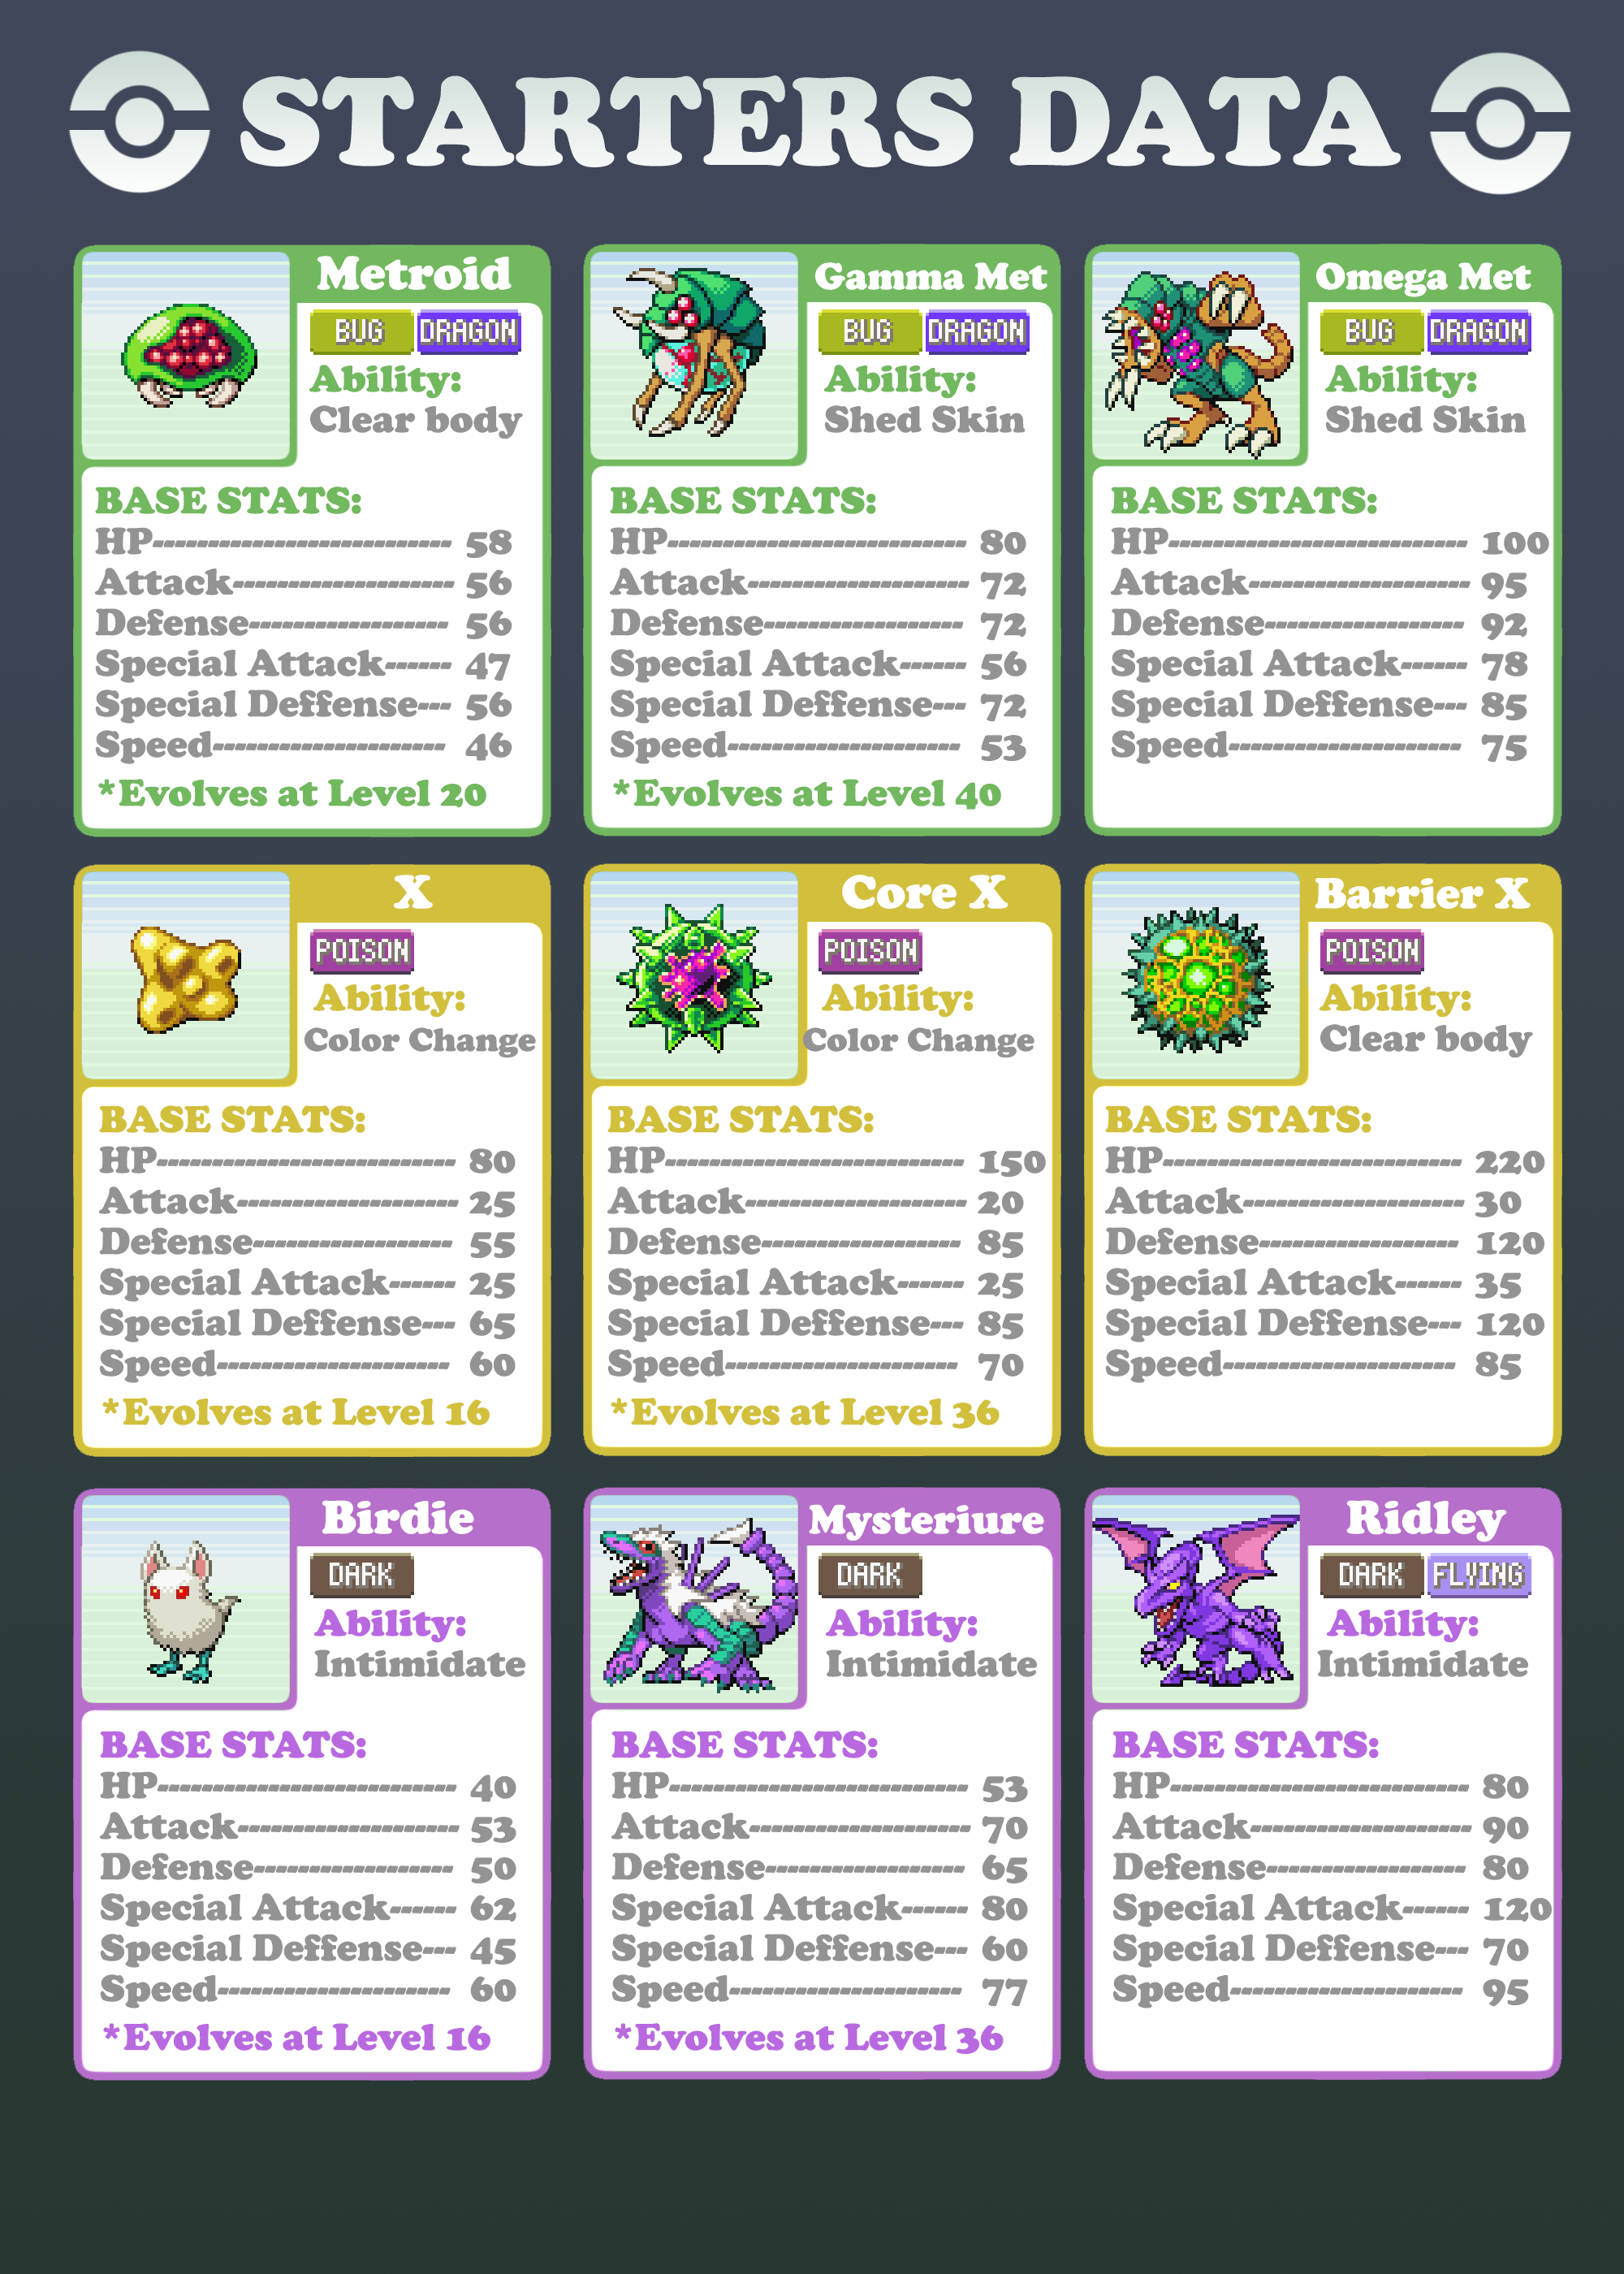 STARTERS DATA
Metroid
BUG DRAGON
Ability:
Clear body
BASE STATS:
HP--------------------------- 58
Attack-------------------- 56
Defense------------------ 56
Special Attack------ 47
Special Deffense--- 56
Speed--------------------- 46
*Evolves at Level 20
Gamma Met
BUG DRAGON
Ability:
Shed Skin
BASE STATS:
HP--------------------------- 80
Attack-------------------- 72
Defense------------------ 72
Special Attack------ 56
Special Deffense--- 72
Speed--------------------- 53
*Evolves at Level 40
Omega Met
BUG DRAGON
Ability:
Shed Skin
BASE STATS:
HP--------------------------- 100
Attack-------------------- 95
Defense------------------ 92
Special Attack------ 78
Special Deffense--- 85
Speed--------------------- 75
X
POISON
Ability:
Color Change
BASE STATS:
HP--------------------------- 80
Attack-------------------- 25
Defense------------------ 55
Special Attack------ 25
Special Deffense--- 65
Speed--------------------- 60
*Evolves at Level 16
Core X
POISON
Ability:
Color Change
BASE STATS:
HP--------------------------- 150
Attack-------------------- 20
Defense------------------ 85
Special Attack------ 25
Special Deffense--- 85
Speed--------------------- 70
*Evolves at Level 36
Barrier X
POISON
Ability:
Clear body
BASE STATS:
HP--------------------------- 220
Attack-------------------- 30
Defense------------------ 120
Special Attack------ 35
Special Deffense--- 120
Speed--------------------- 85
Birdie
DARK
Ability:
Intimidate
BASE STATS:
HP--------------------------- 40
Attack-------------------- 53
Defense------------------ 50
Special Attack------ 62
Special Deffense--- 45
Speed--------------------- 60
*Evolves at Level 16
Mysteriure
DARK
Ability:
Intimidate
BASE STATS:
HP--------------------------- 53
Attack-------------------- 70
Defense------------------ 65
Special Attack------ 80
Special Deffense--- 60
Speed--------------------- 77
*Evolves at Level 36
Ridley
DARK FLYING
Ability:
Intimidate
BASE STATS:
HP--------------------------- 80
Attack-------------------- 90
Defense------------------ 80
Special Attack------ 120
Special Deffense--- 70
Speed--------------------- 95